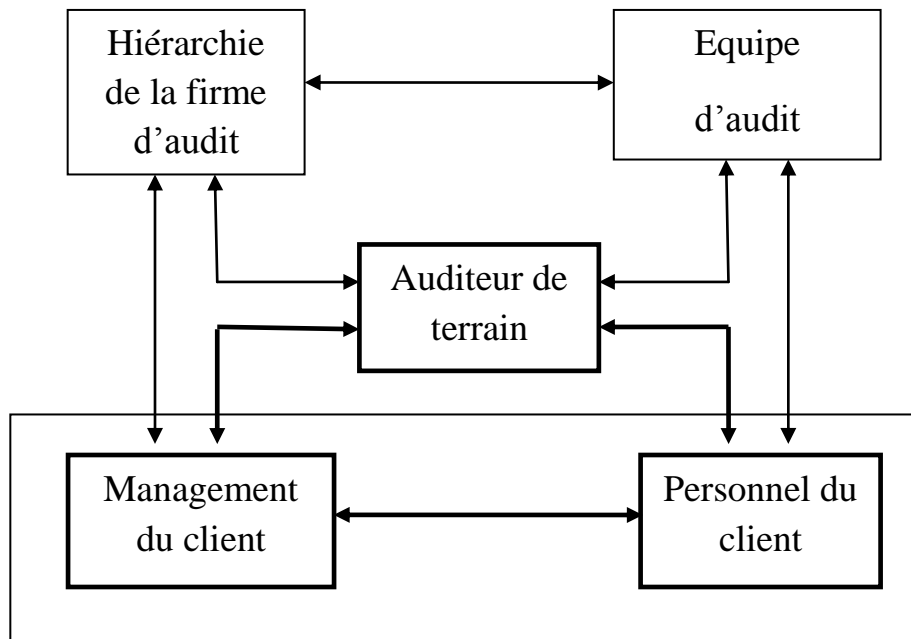 Hiérarchie
de la firme
d’audit
Equipe
d’audit
Auditeur de
terrain
Management
du client
Personnel du
client